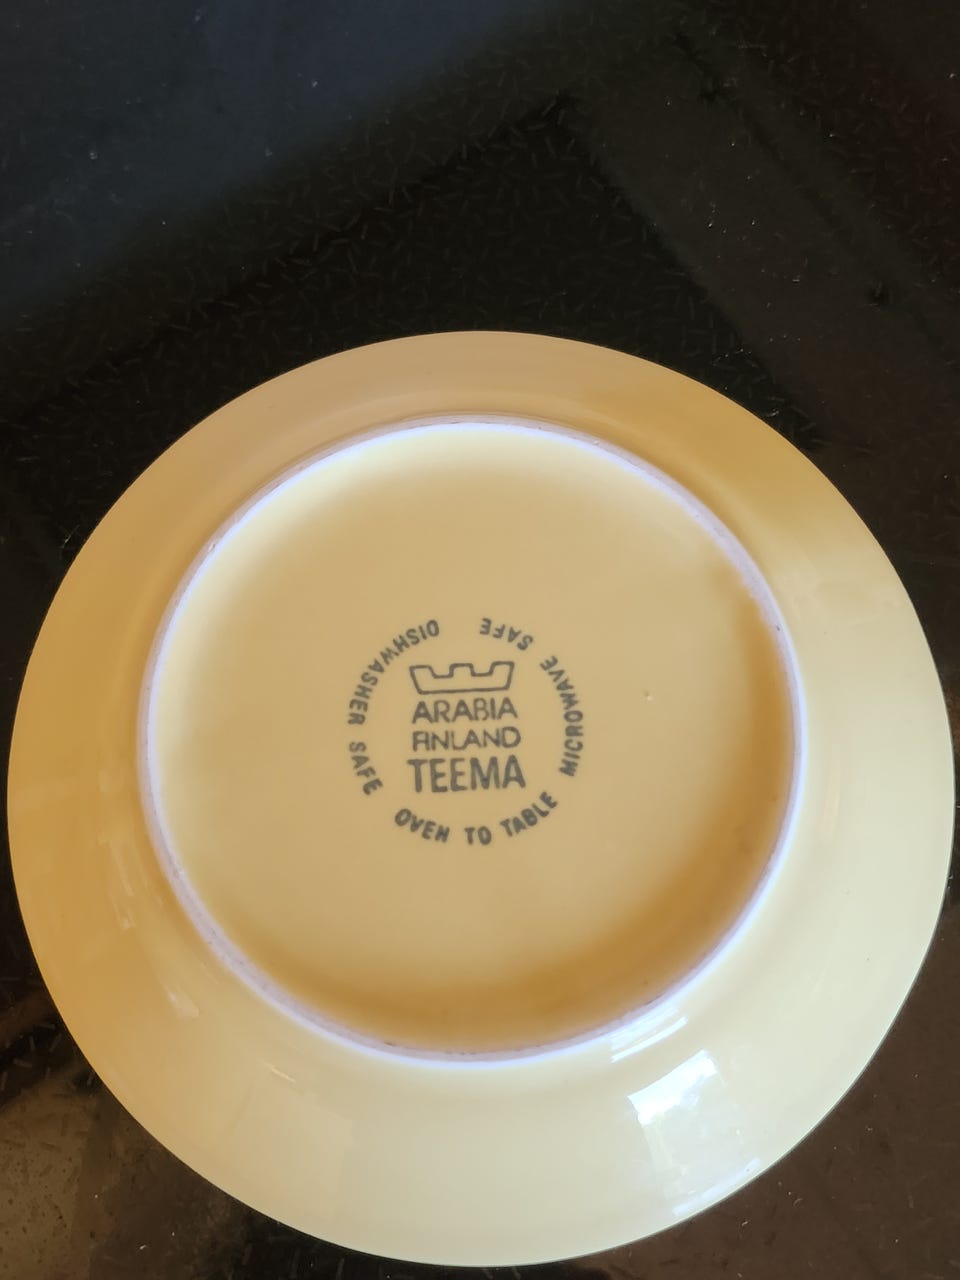 ARABIA
FINLAND
TEEMA
DISHWASHER SAFE
OVEN TO TABLE
MICROWAVE SAFE